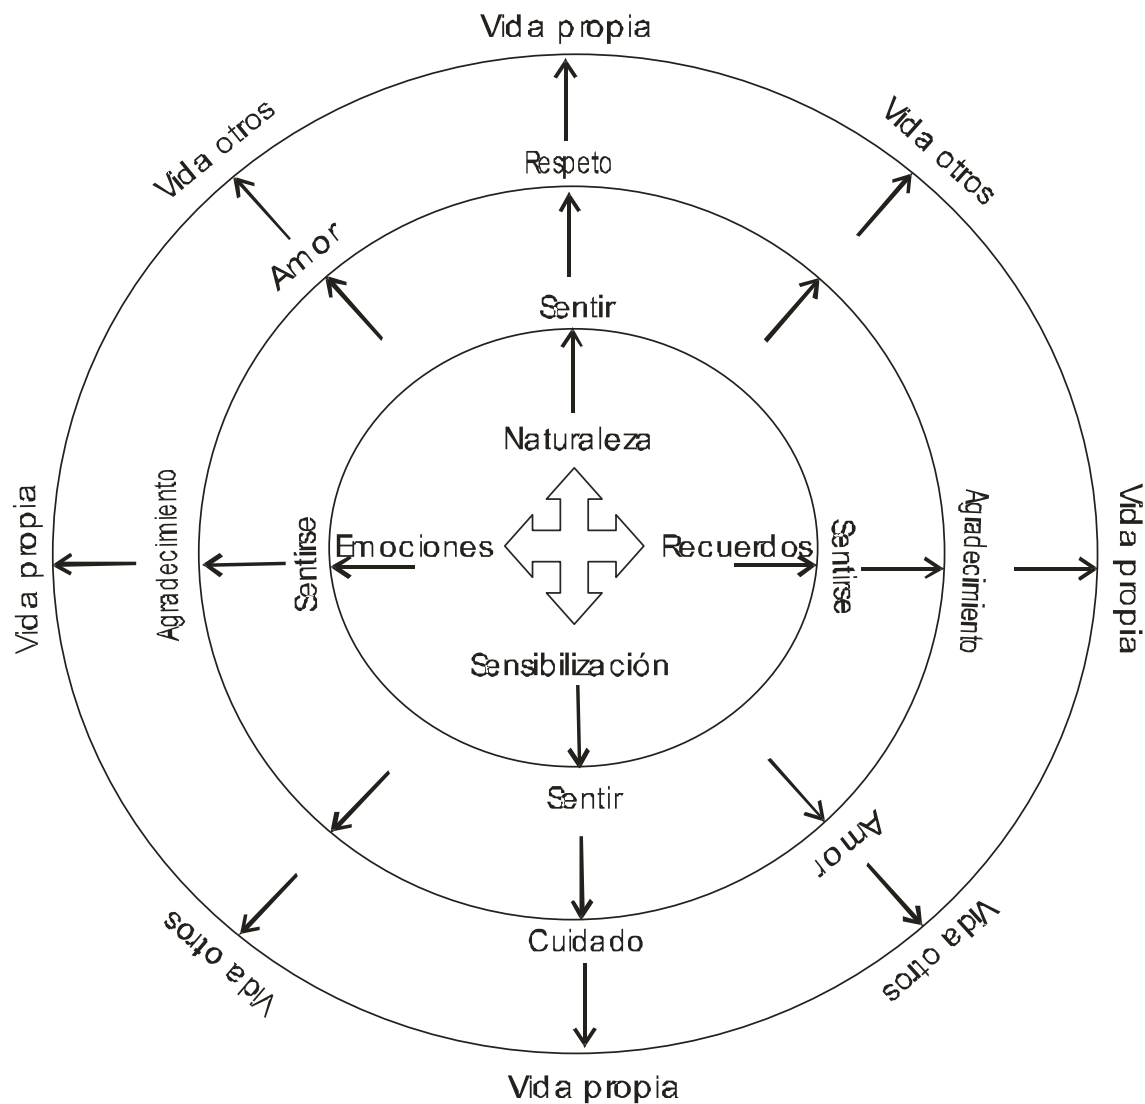 Vida propia
Vida otros
Vida otros
Respeto
Amor
Sentir
Naturaleza
Vida propia
Agradecimiento
Sentirse
Emociones
Recuerdos
Sentirse
Agradecimiento
Vida propia
Sensibilización
Sentir
Amor
Cuidado
Vida otros
Vida otros
Vida propia